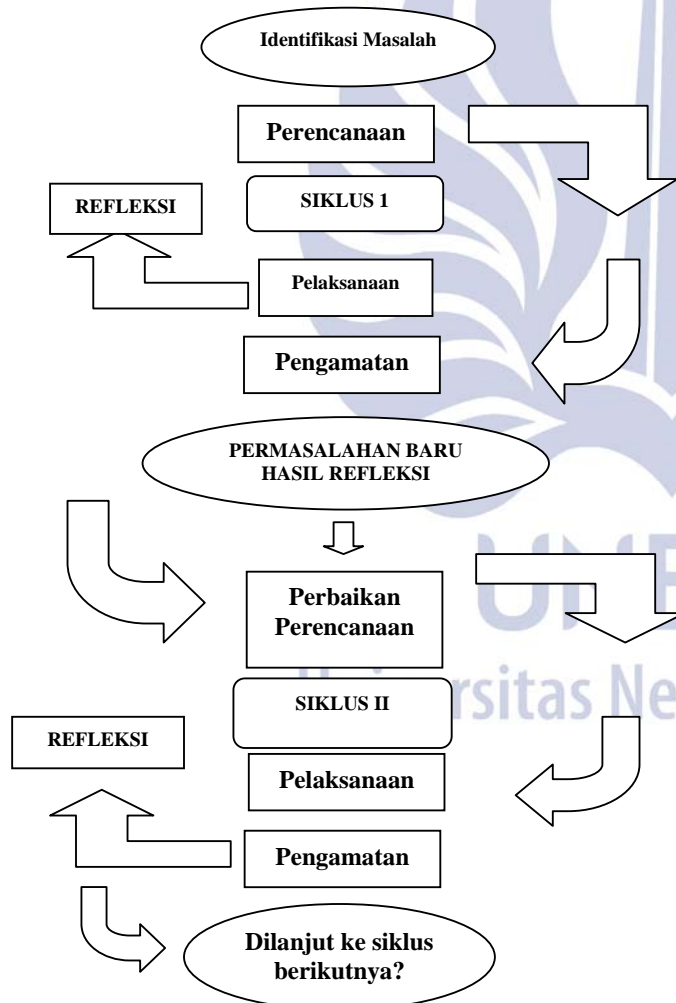 Identifikasi Masalah
Perencanaan
SIKLUS 1
REFLEKSI
Pelaksanaan
Pengamatan
PERMASALAHAN BARU
HASIL REFLEKSI
Perbaikan
Perencanaan
SIKLUS II
REFLEKSI
Pelaksanaan
Pengamatan
Dilanjut ke siklus
berikutnya?